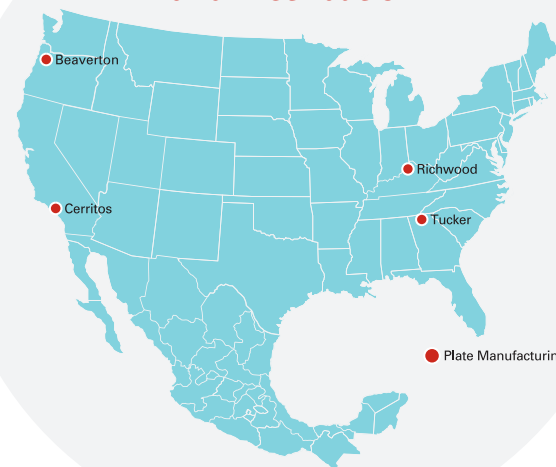 Beaverton
Richwood
Cerritos
Tucker
Plate Manufacturin